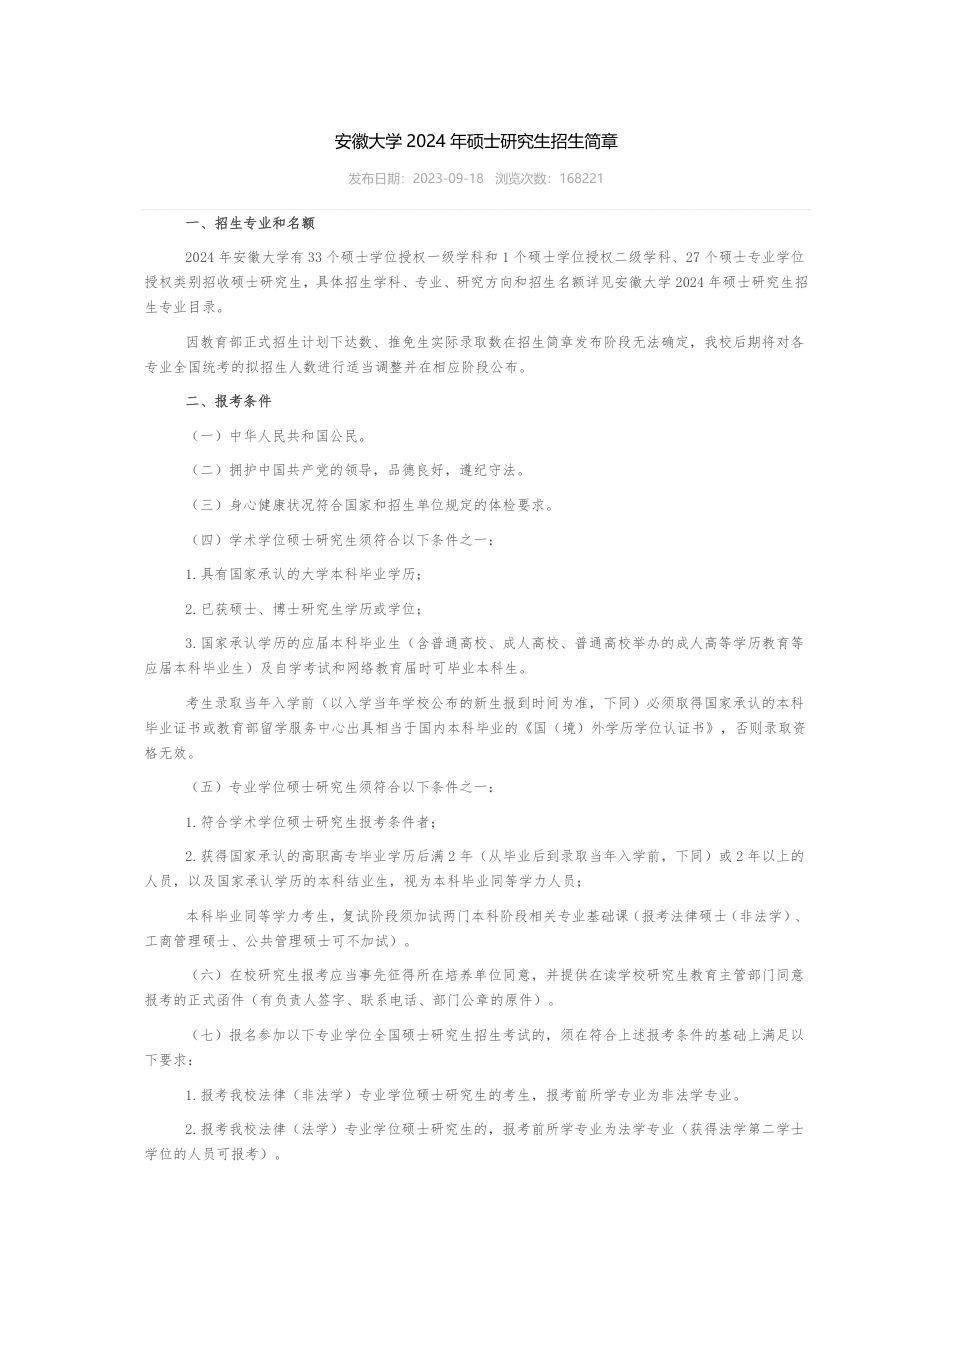 安徽大学 2024 年硕士研究生招生简章
发布日期：2023-09-18 浏览次数：168221
一、招生专业和名额
2024 年安徽大学有 33 个硕士学位授权一级学科和 1 个硕士学位授权二级学科、27 个硕士专业学位
授权类别招收硕士研究生，具体招生学科、专业、研究方向和招生名额详见安徽大学 2024 年硕士研究生招
生专业目录。
因教育部正式招生计划下达数、推免生实际录取数在招生简章发布阶段无法确定，我校后期将对各
专业全国统考的拟招生人数进行适当调整并在相应阶段公布。
二、报考条件
（一）中华人民共和国公民。
（二）拥护中国共产党的领导，品德良好，遵纪守法。
（三）身心健康状况符合国家和招生单位规定的体检要求。
（四）学术学位硕士研究生须符合以下条件之一：
1.具有国家承认的大学本科毕业学历；
2.已获硕士、博士研究生学历或学位；
3.国家承认学历的应届本科毕业生（含普通高校、成人高校、普通高校举办的成人高等学历教育等
应届本科毕业生）及自学考试和网络教育届时可毕业本科生。
考生录取当年入学前（以入学当年学校公布的新生报到时间为准，下同）必须取得国家承认的本科
毕业证书或教育部留学服务中心出具相当于国内本科毕业的《国（境）外学历学位认证书》，否则录取资
格无效。
（五）专业学位硕士研究生须符合以下条件之一：
1.符合学术学位硕士研究生报考条件者；
2.获得国家承认的高职高专毕业学历后满 2 年（从毕业后到录取当年入学前，下同）或 2 年以上的
人员，以及国家承认学历的本科结业生，视为本科毕业同等学力人员；
本科毕业同等学力考生，复试阶段须加试两门本科阶段相关专业基础课（报考法律硕士（非法学）、
工商管理硕士、公共管理硕士可不加试）。
（六）在校研究生报考应当事先征得所在培养单位同意，并提供在读学校研究生教育主管部门同意
报考的正式函件（有负责人签字、联系电话、部门公章的原件）。
（七）报名参加以下专业学位全国硕士研究生招生考试的，须在符合上述报考条件的基础上满足以
下要求：
1.报考我校法律（非法学）专业学位硕士研究生的考生，报考前所学专业为非法学专业。
2.报考我校法律（法学）专业学位硕士研究生的，报考前所学专业为法学专业（获得法学第二学士
学位的人员可报考）。